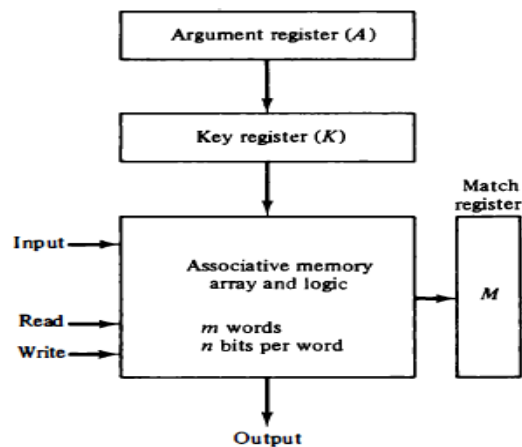 Argument register (A)
Key register (K)
Match
register
Input
Associative memory
array and logic
M
Read
m words
Write
n bits per word
Output